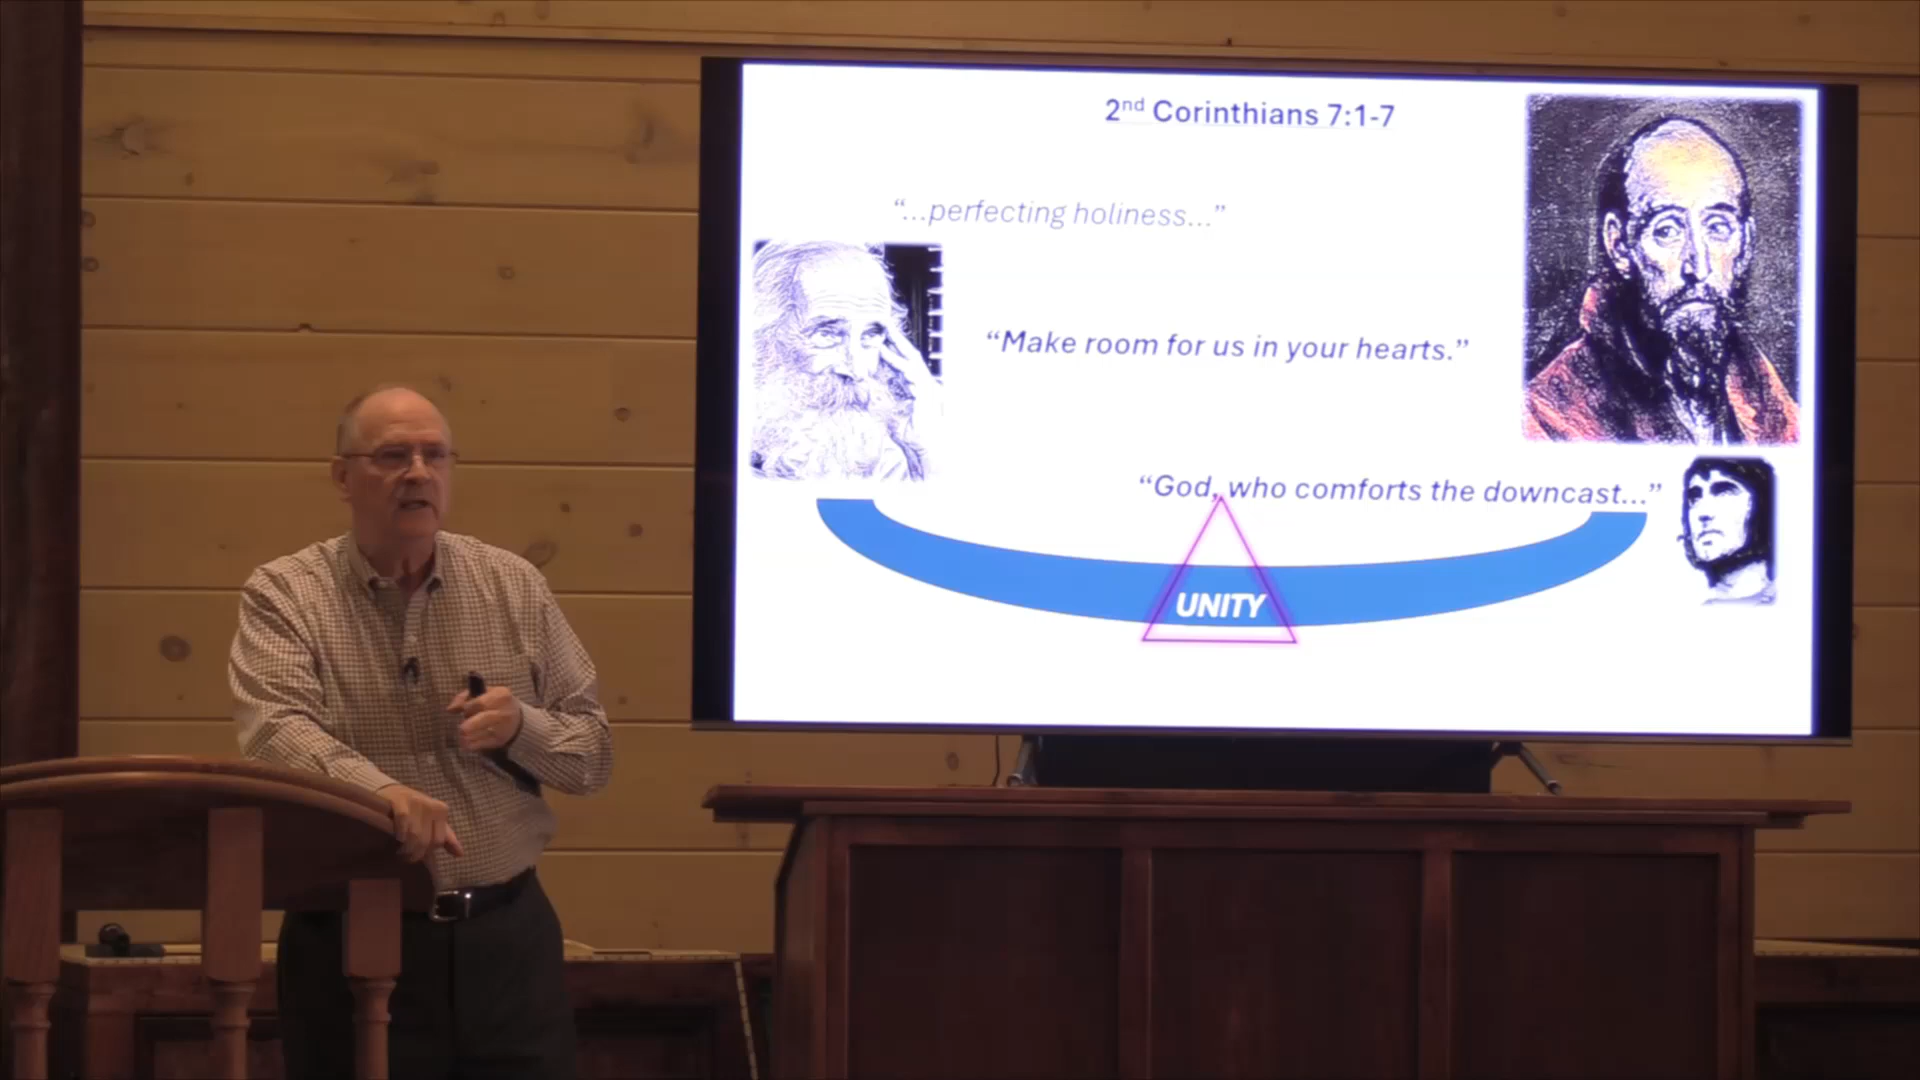 2nd Corinthians 7:1-7
“...perfecting holiness...”
“Make room for us in your hearts.”
“God, who comforts the downcast...”
UNITY